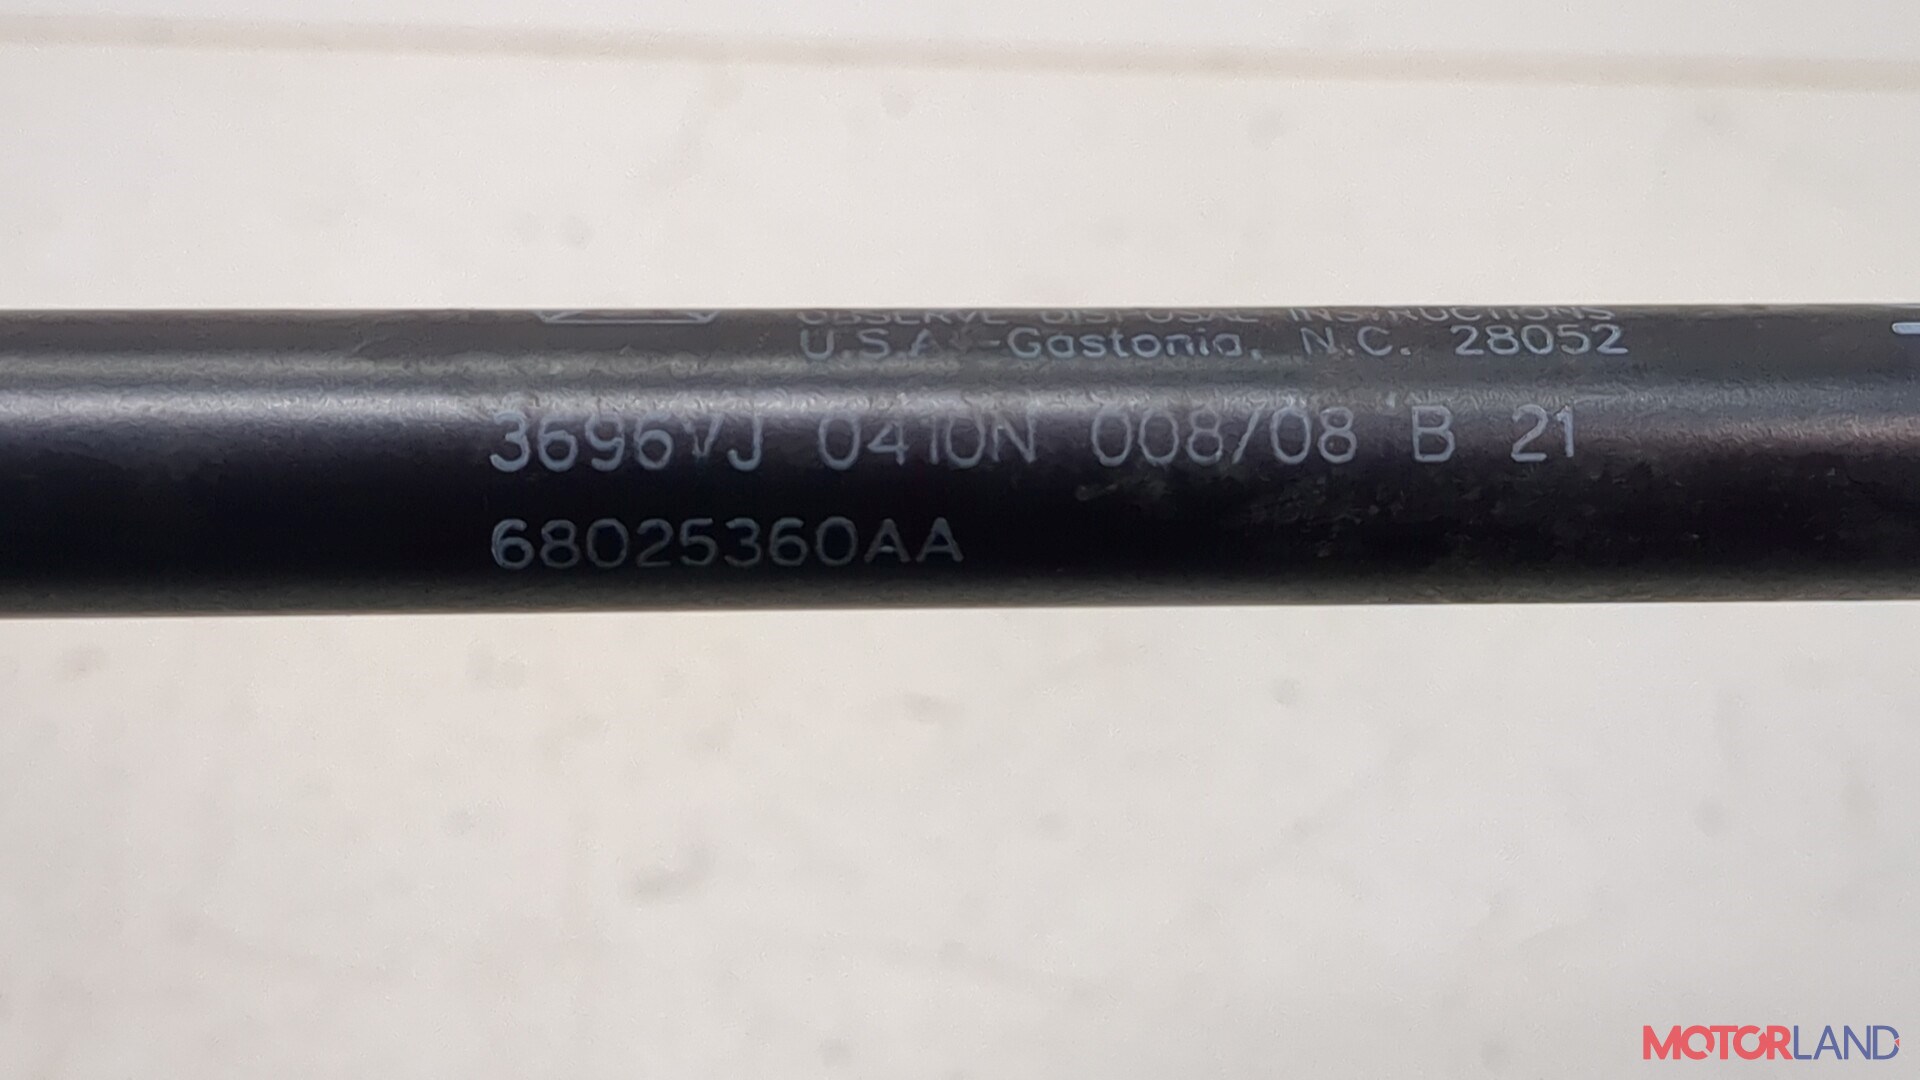 OBSERVE DISPOSAL INSTRUCTIONS
U.S.A.-Gastonia, N.C. 28052
3696VJ 0410N 008/08 B 21
68025360AA
MOTORLAND